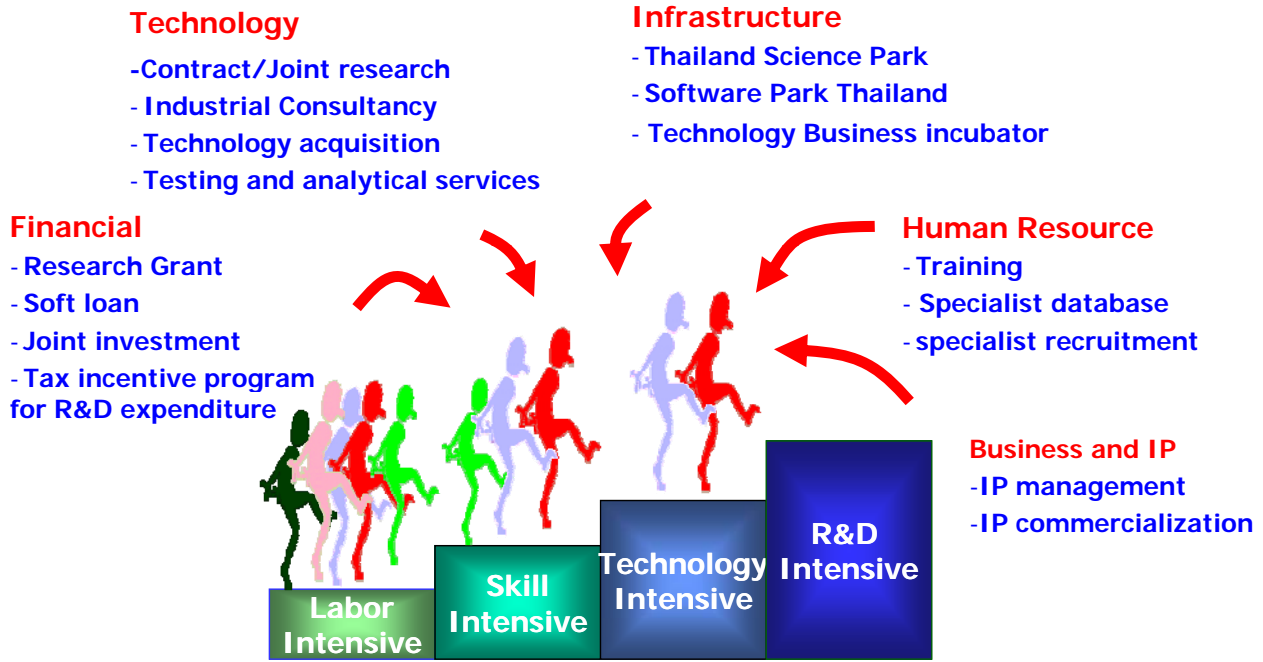 Technology
-Contract/Joint research
- Industrial Consultancy
- Technology acquisition
- Testing and analytical services
Infrastructure
- Thailand Science Park
- Software Park Thailand
- Technology Business incubator
Financial
- Research Grant
- Soft loan
- Joint investment
- Tax incentive program
for R&D expenditure
Human Resource
- Training
- Specialist database
- specialist recruitment
Business and IP
-IP management
-IP commercialization
Labor
Intensive
Skill
Intensive
Technology
Intensive
R&D
Intensive